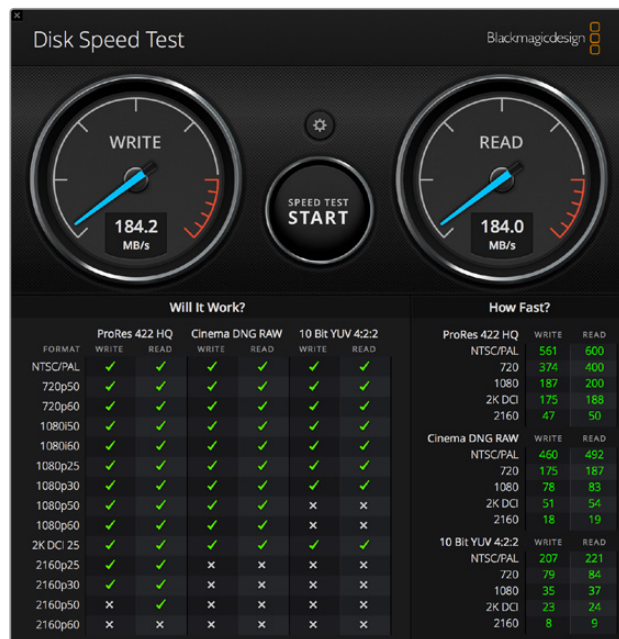 Disk Speed Test
Blackmagicdesign
WRITE
184.2
MB/s
SPEED TEST
START
READ
184.0
MB/s
Will It Work?
ProRes 422 HQ Cinema DNG RAW 10 Bit YUV 4:2:2
FORMAT WRITE READ WRITE READ WRITE READ
NTSC/PAL ✓ ✓ ✓ ✓ ✓ ✓
720p50 ✓ ✓ ✓ ✓ ✓ ✓
720p60 ✓ ✓ ✓ ✓ ✓ ✓
1080i50 ✓ ✓ ✓ ✓ ✓ ✓
1080i60 ✓ ✓ ✓ ✓ ✓ ✓
1080p25 ✓ ✓ ✓ ✓ ✓ ✓
1080p30 ✓ ✓ ✓ ✓ ✓ ✓
1080p50 ✓ ✓ ✓ ✓ × ×
1080p60 ✓ ✓ ✓ ✓ × ×
2K DCI 25 ✓ ✓ ✓ ✓ ✓ ✓
2160p25 ✓ ✓ × × × ×
2160p30 ✓ ✓ × × × ×
2160p50 × ✓ × × × ×
2160p60 × × × × × ×
How Fast?
ProRes 422 HQ WRITE READ
NTSC/PAL 561 600
720 374 400
1080 187 200
2K DCI 175 188
2160 47 50
Cinema DNG RAW WRITE READ
NTSC/PAL 460 492
720 175 187
1080 78 83
2K DCI 51 54
2160 18 19
10 Bit YUV 4:2:2 WRITE READ
NTSC/PAL 207 221
720 79 84
1080 35 37
2K DCI 23 24
2160 8 9